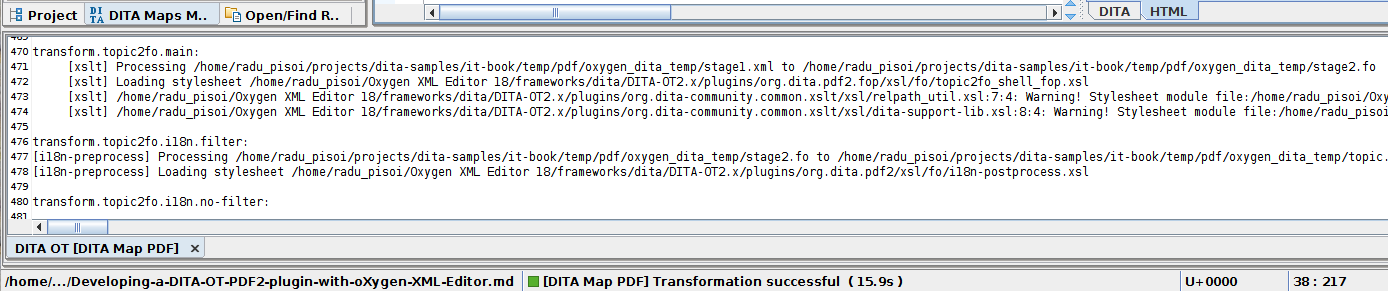 Project DITA Maps M.. Open/Find R.. DITA HTML
470 transform.topic2fo.main:
471 [xslt] Processing /home/radu_pisoi/projects/dita-samples/it-book/temp/pdf/oxygen_dita_temp/stage1.xml to /home/radu_pisoi/projects/dita-samples/it-book/temp/pdf/oxygen_dita_temp/stage2.fo
472 [xslt] Loading stylesheet /home/radu_pisoi/Oxygen XML Editor 18/frameworks/dita/DITA-OT2.x/plugins/org.dita.pdf2.fop/xsl/fo/topic2fo_shell_fop.xsl
473 [xslt] /home/radu_pisoi/Oxygen XML Editor 18/frameworks/dita/DITA-OT2.x/plugins/org.dita-community.common.xslt/xsl/relpath_util.xsl:7:4: Warning! Stylesheet module file:/home/radu_pisoi/Oxy
474 [xslt] /home/radu_pisoi/Oxygen XML Editor 18/frameworks/dita/DITA-OT2.x/plugins/org.dita-community.common.xslt/xsl/dita-support-lib.xsl:8:4: Warning! Stylesheet module file:/home/radu_pisoi
475
476 transform.topic2fo.i18n.filter:
477 [i18n-preprocess] Processing /home/radu_pisoi/projects/dita-samples/it-book/temp/pdf/oxygen_dita_temp/stage2.fo to /home/radu_pisoi/projects/dita-samples/it-book/temp/pdf/oxygen_dita_temp/topic.
478 [i18n-preprocess] Loading stylesheet /home/radu_pisoi/Oxygen XML Editor 18/frameworks/dita/DITA-OT2.x/plugins/org.dita.pdf2/xsl/fo/i18n-postprocess.xsl
479
480 transform.topic2fo.i18n.no-filter:
481
DITA OT [DITA Map PDF] ×
/home/.../Developing-a-DITA-OT-PDF2-plugin-with-oXygen-XML-Editor.md [DITA Map PDF] Transformation successful (15.9s) U+0000 38 : 217